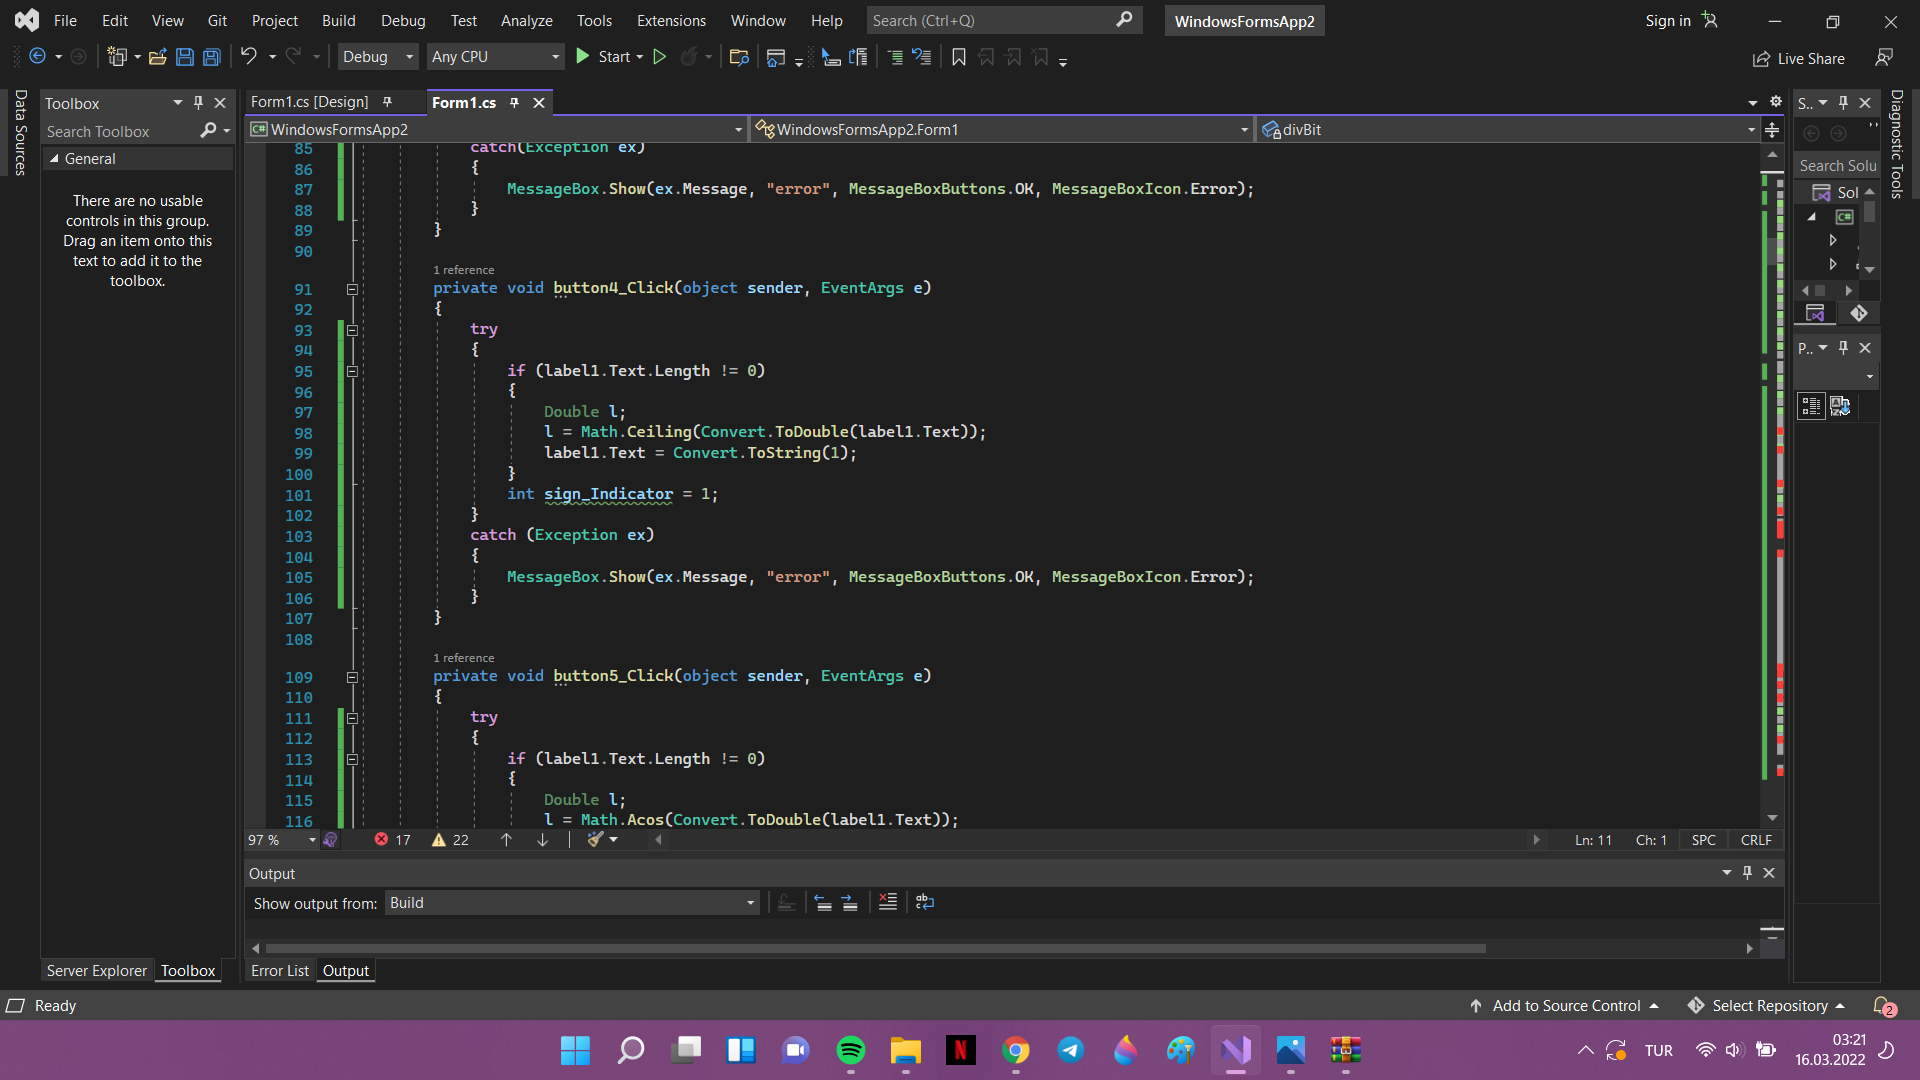 File Edit View Git Project Build Debug Test Analyze Tools Extensions Window Help Search (Ctrl+Q) WindowsFormsApp2 Sign in
Debug Any CPU Start Live Share
Data Sources
Toolbox
Search Toolbox
General
There are no usable
controls in this group.
Drag an item onto this
text to add it to the
toolbox.
Server Explorer Toolbox
Form1.cs [Design] Form1.cs
WindowsFormsApp2 WindowsFormsApp2.Form1 divBit
85 catch(Exception ex)
86 {
87 MessageBox.Show(ex.Message, "error", MessageBoxButtons.OK, MessageBoxIcon.Error);
88 }
89 }
90
1 reference
91 private void button4_Click(object sender, EventArgs e)
92 {
93 try
94 {
95 if (label1.Text.Length != 0)
96 {
97 Double l;
98 l = Math.Ceiling(Convert.ToDouble(label1.Text));
99 label1.Text = Convert.ToString(1);
100 }
101 int sign_Indicator = 1;
102 }
103 catch (Exception ex)
104 {
105 MessageBox.Show(ex.Message, "error", MessageBoxButtons.OK, MessageBoxIcon.Error);
106 }
107 }
108
1 reference
109 private void button5_Click(object sender, EventArgs e)
110 {
111 try
112 {
113 if (label1.Text.Length != 0)
114 {
115 Double l;
116 l = Math.Acos(Convert.ToDouble(label1.Text));
97 % 17 22 Ln: 11 Ch: 1 SPC CRLF
Output
Show output from: Build
Error List Output
S..
Search Solu
Sol
C#
P..
Diagnostic Tools
Ready Add to Source Control Select Repository 2
TUR 03:21
16.03.2022